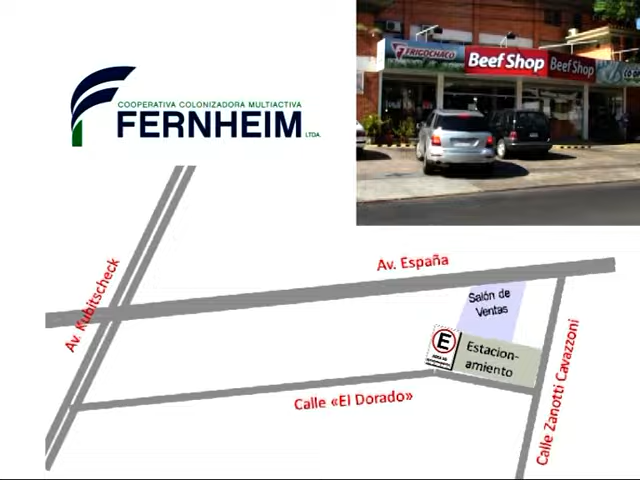 COOPERATIVA COLONIZADORA MULTIACTIVA
FERNHEIM LTDA.
FRIGOCHACO
Beef Shop
Beef Shop
Av. Kubitscheck
Av. España
Salón de
Ventas
E
Estacion-
amiento
Calle «El Dorado»
Calle Zanotti Cavazzoni